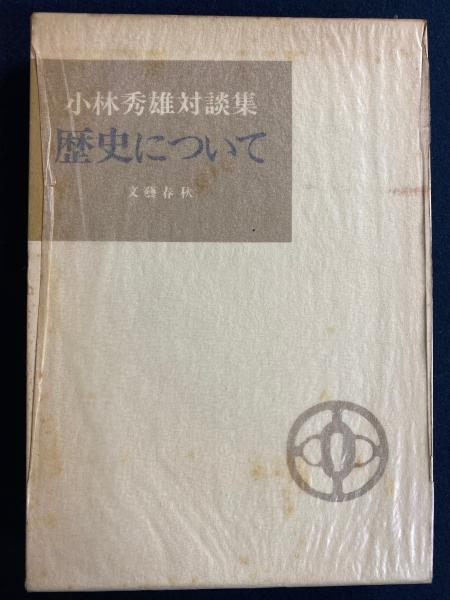 小林秀雄対談集
歴史について
文藝春秋